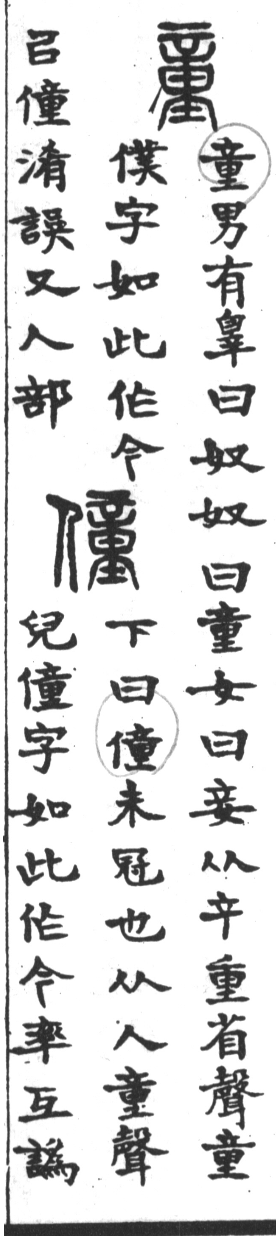 童
童男有辠曰奴奴曰童女曰妾从䇂重省聲童
僕字如此作今
㠯僮淆誤又人部
僮
下曰僮未冠也从人童聲
兒僮字如此作今率互譌